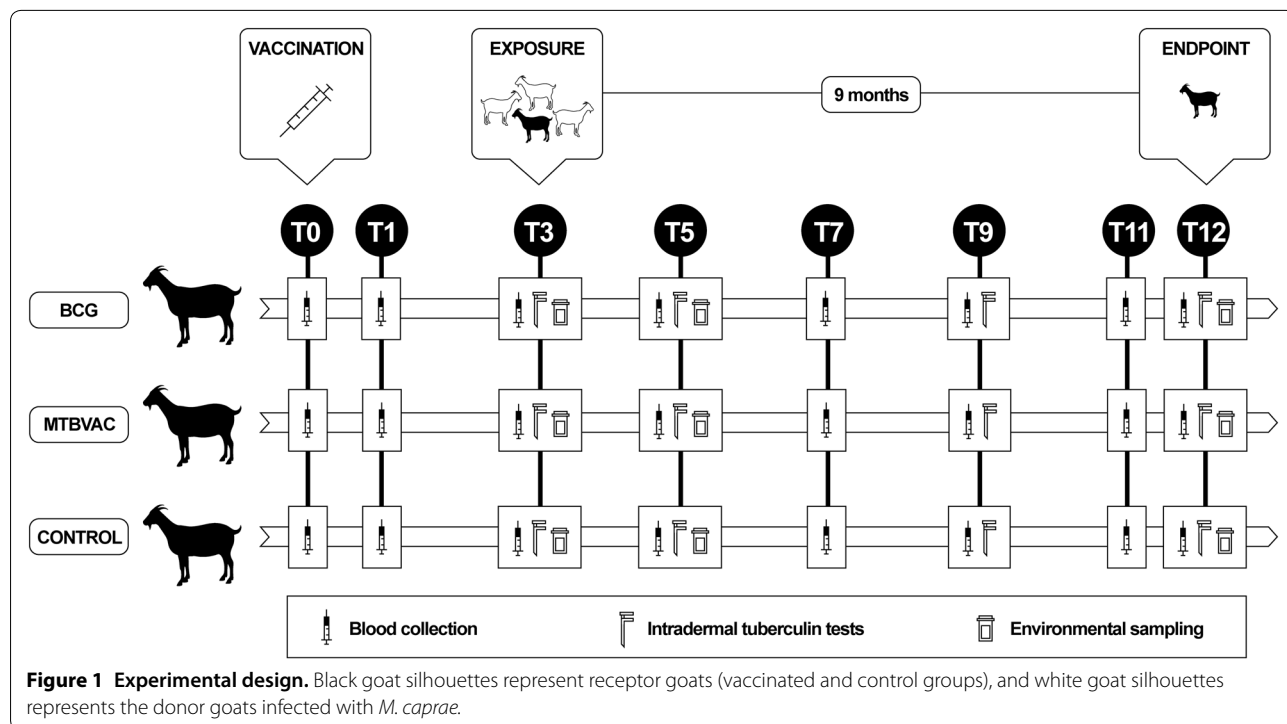 VACCINATION
EXPOSURE
9 months
ENDPOINT
T0 T1 T3 T5 T7 T9 T11 T12
BCG
MTBVAC
CONTROL
Blood collection Intradermal tuberculin tests Environmental sampling
Figure 1 Experimental design. Black goat silhouettes represent receptor goats (vaccinated and control groups), and white goat silhouettes
represents the donor goats infected with M. caprae.